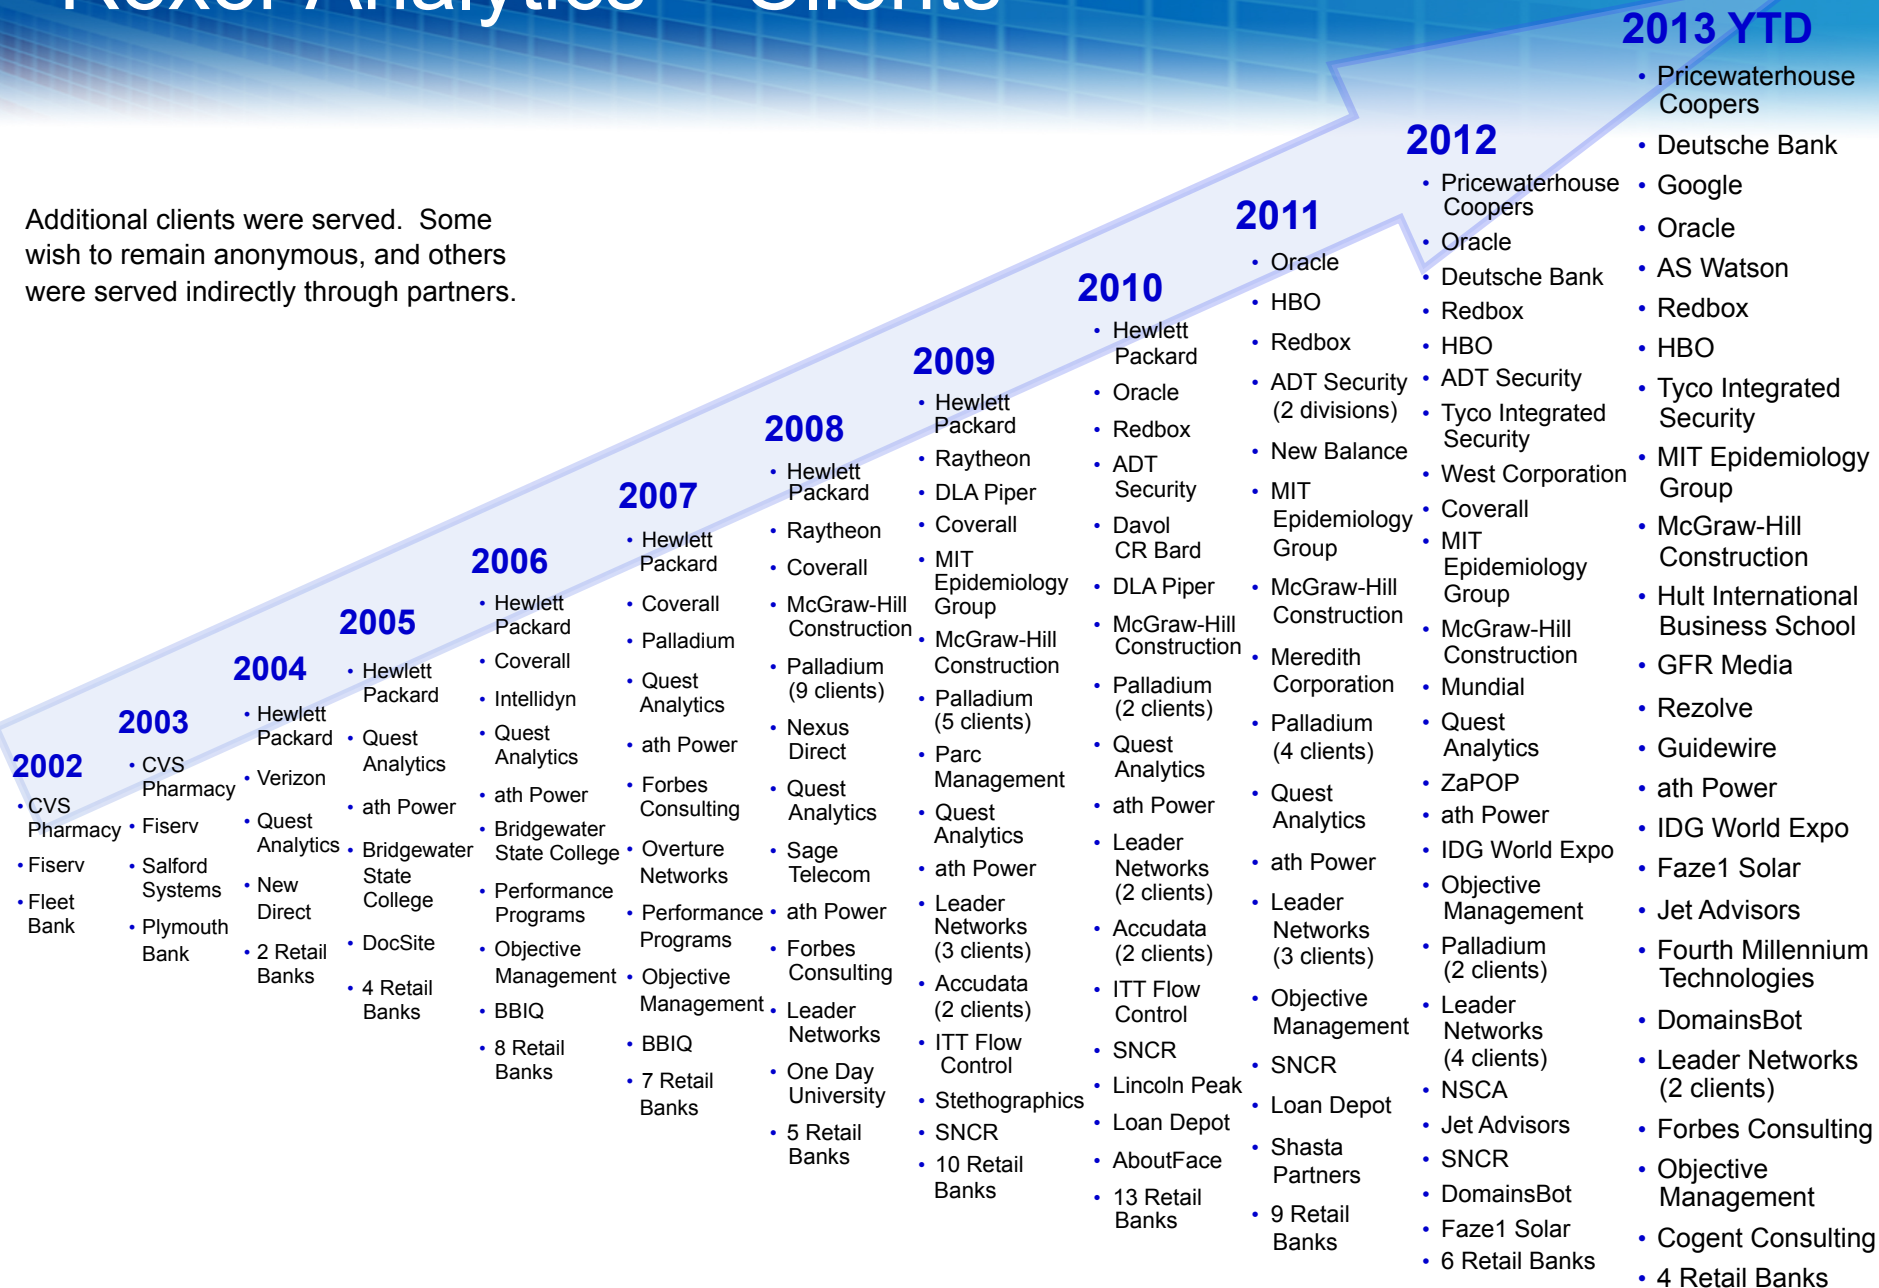 Rexer Analytics – Clients
Additional clients were served.  Some
wish to remain anonymous, and others
were served indirectly through partners.
2002
• CVS
Pharmacy
• Fiserv
• Fleet
Bank
2003
• CVS
Pharmacy
• Fiserv
• Salford
Systems
• Plymouth
Bank
2004
• Hewlett
Packard
• Verizon
• Quest
Analytics
• New
Direct
• 2 Retail
Banks
2005
• Hewlett
Packard
• Quest
Analytics
• ath Power
• Bridgewater
State
College
• DocSite
• 4 Retail
Banks
2006
• Hewlett
Packard
• Coverall
• Intellidyn
• Quest
Analytics
• ath Power
• Bridgewater
State College
• Performance
Programs
• Objective
Management
• BBIQ
• 8 Retail
Banks
2007
• Hewlett
Packard
• Coverall
• Palladium
• Quest
Analytics
• ath Power
• Forbes
Consulting
• Overture
Networks
• Performance
Programs
• Objective
Management
• BBIQ
• 7 Retail
Banks
2008
• Hewlett
Packard
• Raytheon
• Coverall
• McGraw-Hill
Construction
• Palladium
(9 clients)
• Nexus
Direct
• Quest
Analytics
• Sage
Telecom
• ath Power
• Forbes
Consulting
• Leader
Networks
• One Day
University
• 5 Retail
Banks
2009
• Hewlett
Packard
• Raytheon
• DLA Piper
• Coverall
• MIT
Epidemiology
Group
• McGraw-Hill
Construction
• Palladium
(5 clients)
• Parc
Management
• Quest
Analytics
• ath Power
• Leader
Networks
(3 clients)
• Accudata
(2 clients)
• ITT Flow
Control
• Stethographics
• SNCR
• 10 Retail
Banks
2010
• Hewlett
Packard
• Oracle
• Redbox
• ADT
Security
• Davol
CR Bard
• DLA Piper
• McGraw-Hill
Construction
• Palladium
(2 clients)
• Quest
Analytics
• ath Power
• Leader
Networks
(2 clients)
• Accudata
(2 clients)
• ITT Flow
Control
• SNCR
• Lincoln Peak
• Loan Depot
• AboutFace
• 13 Retail
Banks
2011
• Oracle
• HBO
• Redbox
• ADT Security
(2 divisions)
• New Balance
• MIT
Epidemiology
Group
• McGraw-Hill
Construction
• Meredith
Corporation
• Palladium
(4 clients)
• Quest
Analytics
• ath Power
• Leader
Networks
(3 clients)
• Objective
Management
• SNCR
• Loan Depot
• Shasta
Partners
• 9 Retail
Banks
2012
• Pricewaterhouse
Coopers
• Oracle
• Deutsche Bank
• Redbox
• HBO
• ADT Security
• Tyco Integrated
Security
• West Corporation
• Coverall
• MIT
Epidemiology
Group
• McGraw-Hill
Construction
• Mundial
• Quest
Analytics
• ZaPOP
• ath Power
• IDG World Expo
• Objective
Management
• Palladium
(2 clients)
• Leader
Networks
(4 clients)
• NSCA
• Jet Advisors
• SNCR
• DomainsBot
• Faze1 Solar
• 6 Retail Banks
2013 YTD
• Pricewaterhouse
Coopers
• Deutsche Bank
• Google
• Oracle
• AS Watson
• Redbox
• HBO
• Tyco Integrated
Security
• MIT Epidemiology
Group
• McGraw-Hill
Construction
• Hult International
Business School
• GFR Media
• Rezolve
• Guidewire
• ath Power
• IDG World Expo
• Faze1 Solar
• Jet Advisors
• Fourth Millennium
Technologies
• DomainsBot
• Leader Networks
(2 clients)
• Forbes Consulting
• Objective
Management
• Cogent Consulting
• 4 Retail Banks